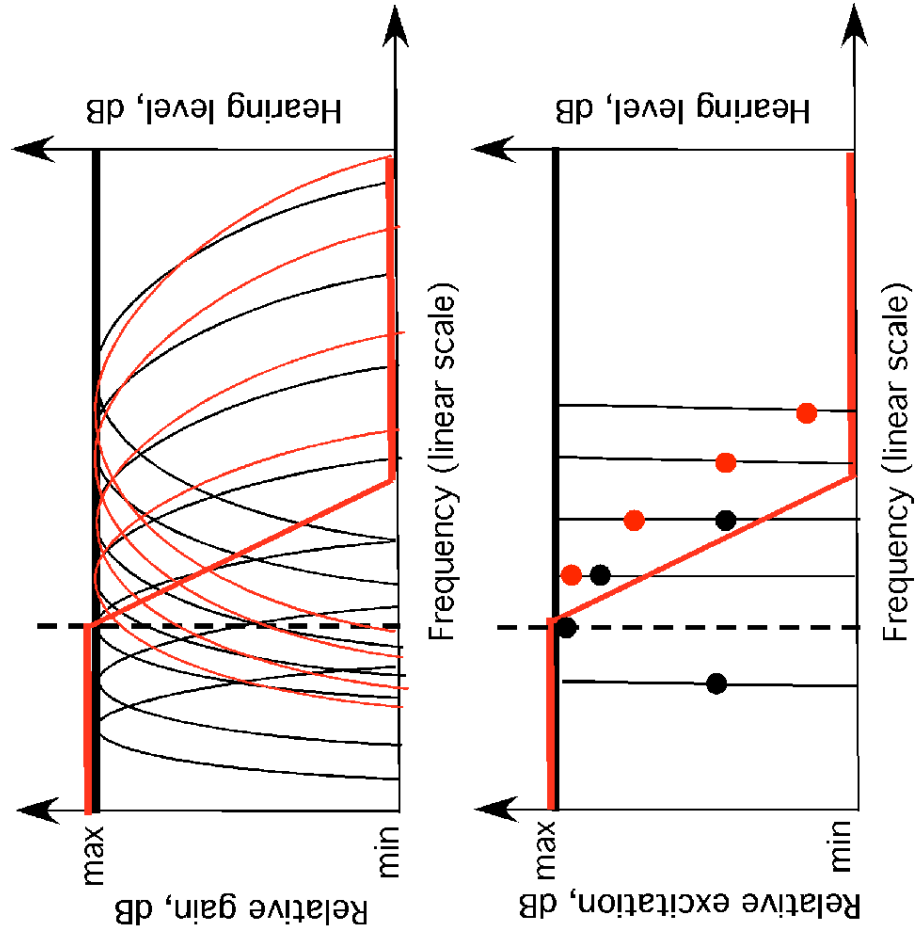 Relative gain, dB
max
min
Hearing level, dB
Frequency (linear scale)
Relative excitation, dB
max
min
Hearing level, dB
Frequency (linear scale)